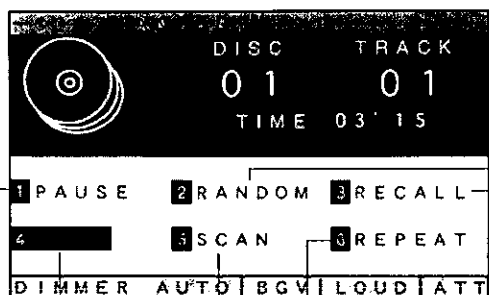 DISC TRACK
01 01
TIME 03'15
1 PAUSE 2 RANDOM 3 RECALL
4 5 SCAN 6 REPEAT
DIMMER AUTO BGV LOUD ATT